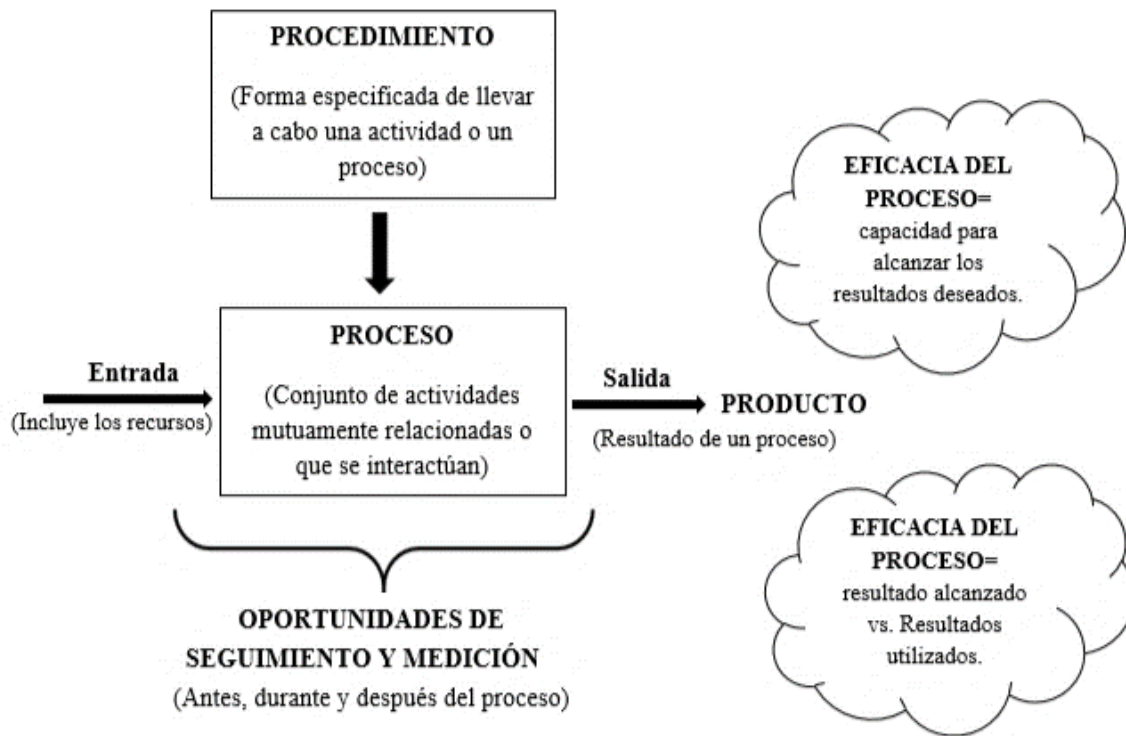 PROCEDIMIENTO
(Forma especificada de llevar
a cabo una actividad o un
proceso)
EFICACIA DEL
PROCESO=
capacidad para
alcanzar los
resultados deseados.
PROCESO
(Conjunto de actividades
mutuamente relacionadas o
que se interactúan)
Entrada
(Incluye los recursos)
Salida
PRODUCTO
(Resultado de un proceso)
EFICACIA DEL
PROCESO=
resultado alcanzado
vs. Resultados
utilizados.
OPORTUNIDADES DE
SEGUIMIENTO Y MEDICIÓN
(Antes, durante y después del proceso)